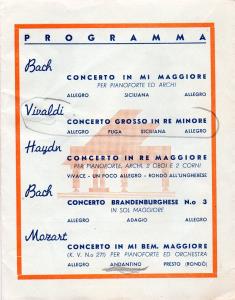 PROGRAMMA
Bach
CONCERTO IN MI MAGGIORE
PER PIANOFORTE ED ARCHI
ALLEGRO SICILIANA ALLEGRO
Vivaldi
CONCERTO GROSSO IN RE MINORE
ALLEGRO FUGA SICILIANA ALLEGRO
Haydn
CONCERTO IN RE MAGGIORE
PER PIANOFORTE, ARCHI, 2 OBOI E 2 CORNI
VIVACE - UN POCO ALLEGRO - RONDO ALL'UNGHERESE
Bach
CONCERTO BRANDENBURGHESE N.o 3
IN SOL MAGGIORE
ALLEGRO ADAGIO ALLEGRO
Mozart
CONCERTO IN MI BEM. MAGGIORE
(K. V. N.o 271) PER PIANOFORTE ED ORCHESTRA
ALLEGRO ANDANTINO PRESTO (RONDÒ)